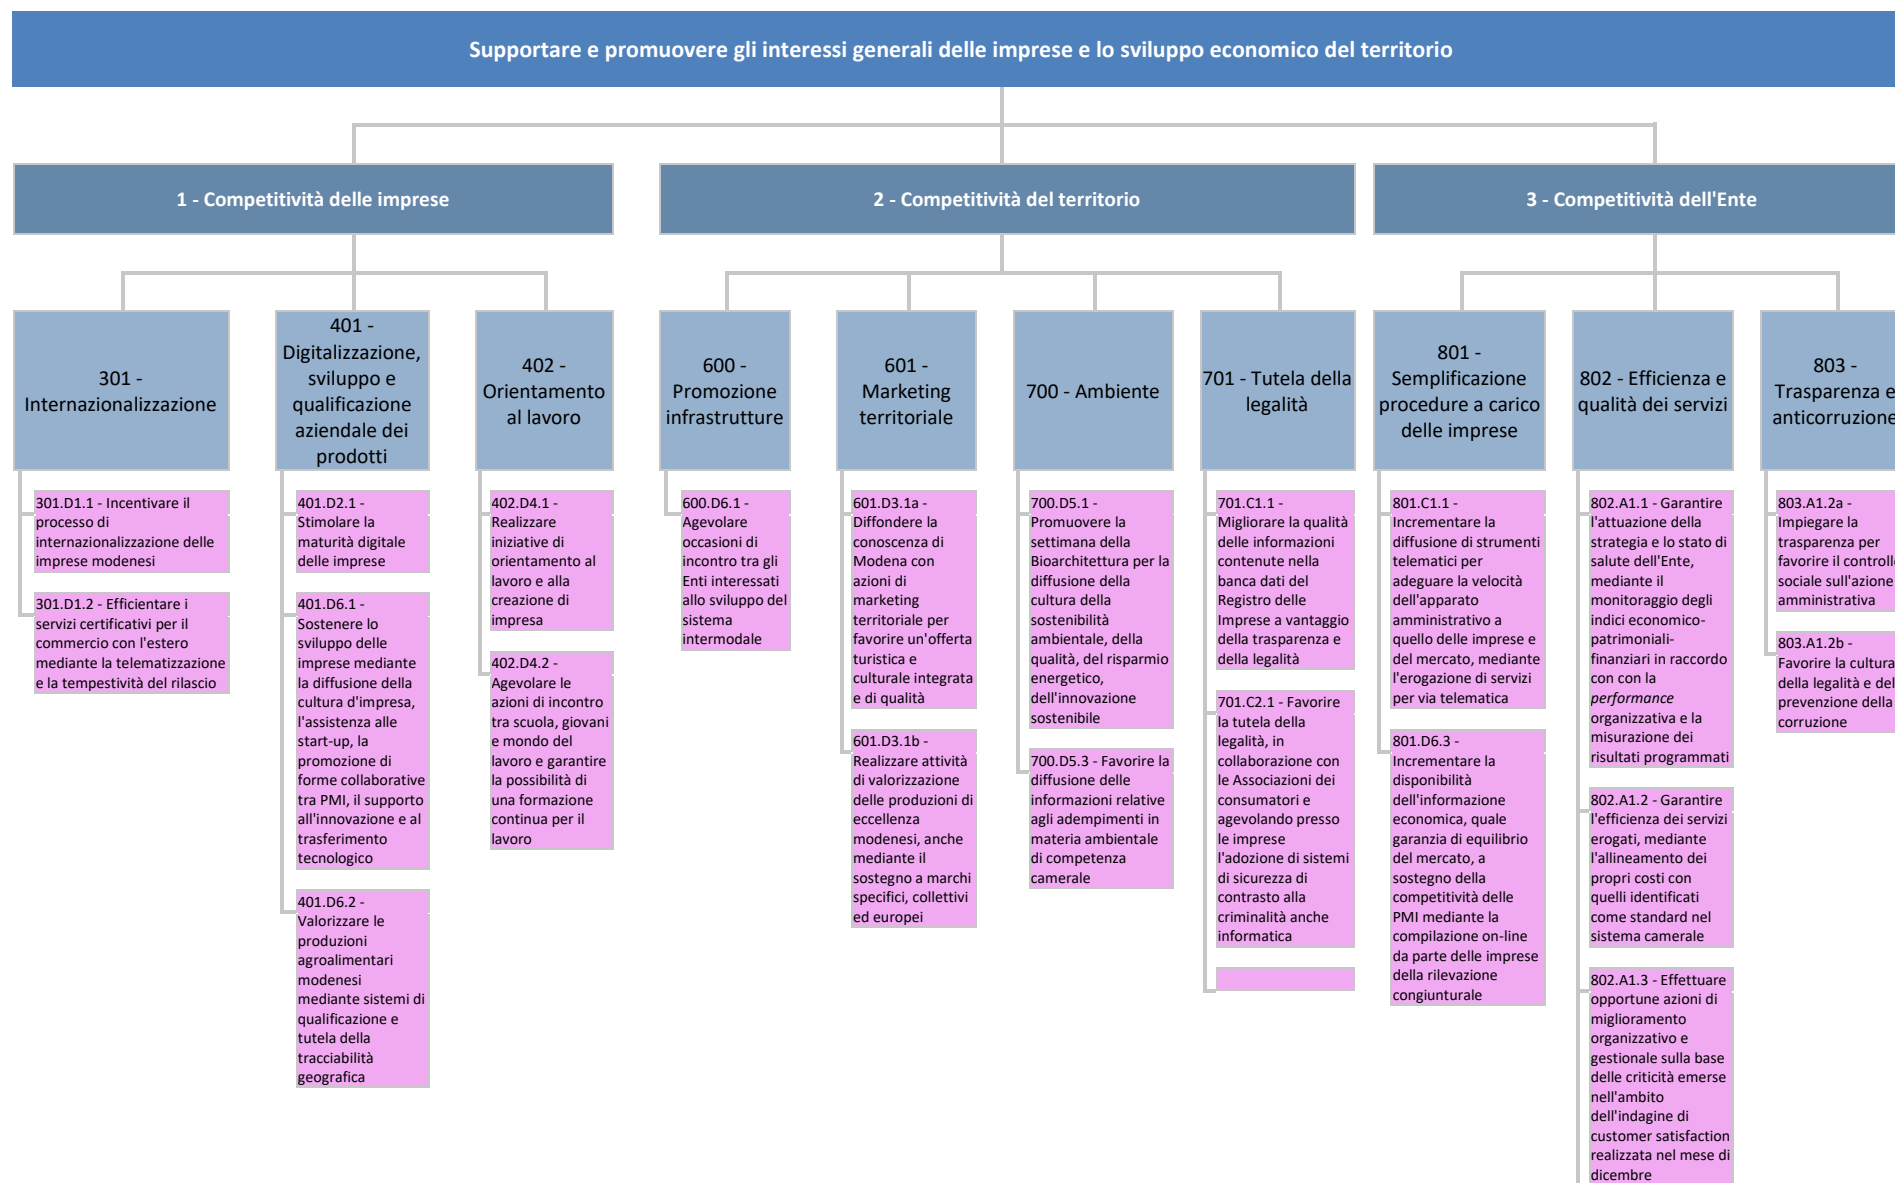 Supportare e promuovere gli interessi generali delle imprese e lo sviluppo economico del territorio
1 - Competitività delle imprese
2 - Competitività del territorio
3 - Competitività dell'Ente
301 -
Internazionalizzazione
401 -
Digitalizzazione,
sviluppo e
qualificazione
aziendale dei
prodotti
402 -
Orientamento
al lavoro
600 -
Promozione
infrastrutture
601 -
Marketing
territoriale
700 - Ambiente
701 - Tutela della
legalità
801 -
Semplificazione
procedure a carico
delle imprese
802 - Efficienza e
qualità dei servizi
803 -
Trasparenza e
anticorruzione
301.D1.1 - Incentivare il
processo di
internazionalizzazione delle
imprese modenesi
301.D1.2 - Efficientare i
servizi certificativi per il
commercio con l'estero
mediante la telematizzazione
e la tempestività del rilascio
401.D2.1 -
Stimolare la
maturità digitale
delle imprese
401.D6.1 -
Sostenere lo
sviluppo delle
imprese mediante
la diffusione della
cultura d'impresa,
l'assistenza alle
start-up, la
promozione di
forme collaborative
tra PMI, il supporto
all'innovazione e al
trasferimento
tecnologico
401.D6.2 -
Valorizzare le
produzioni
agroalimentari
modenesi
mediante sistemi di
qualificazione e
tutela della
tracciabilità
geografica
402.D4.1 -
Realizzare
iniziative di
orientamento al
lavoro e alla
creazione di
impresa
402.D4.2 -
Agevolare le
azioni di incontro
tra scuola, giovani
e mondo del
lavoro e garantire
la possibilità di
una formazione
continua per il
lavoro
600.D6.1 -
Agevolare
occasioni di
incontro tra gli
Enti interessati
allo sviluppo del
sistema
intermodale
601.D3.1a -
Diffondere la
conoscenza di
Modena con
azioni di
marketing
territoriale per
favorire un'offerta
turistica e
culturale integrata
e di qualità
601.D3.1b -
Realizzare attività
di valorizzazione
delle produzioni di
eccellenza
modenesi, anche
mediante il
sostegno a marchi
specifici, collettivi
ed europei
700.D5.1 -
Promuovere la
settimana della
Bioarchitettura per la
diffusione della
cultura della
sostenibilità
ambientale, della
qualità, del risparmio
energetico,
dell'innovazione
sostenibile
700.D5.3 - Favorire la
diffusione delle
informazioni relative
agli adempimenti in
materia ambientale
di competenza
camerale
701.C1.1 -
Migliorare la qualità
delle informazioni
contenute nella
banca dati del
Registro delle
Imprese a vantaggio
della trasparenza e
della legalità
701.C2.1 - Favorire
la tutela della
legalità, in
collaborazione con
le Associazioni dei
consumatori e
agevolando presso
le imprese
l'adozione di sistemi
di sicurezza di
contrasto alla
criminalità anche
informatica
801.C1.1 -
Incrementare la
diffusione di strumenti
telematici per
adeguare la velocità
dell'apparato
amministrativo a
quello delle imprese e
del mercato, mediante
l'erogazione di servizi
per via telematica
801.D6.3 -
Incrementare la
disponibilità
dell'informazione
economica, quale
garanzia di equilibrio
del mercato, a
sostegno della
competitività delle
PMI mediante la
compilazione on-line
da parte delle imprese
della rilevazione
congiunturale
802.A1.1 - Garantire
l'attuazione della
strategia e lo stato di
salute dell'Ente,
mediante il
monitoraggio degli
indici economico-
patrimoniali-
finanziari in raccordo
con con la
performance
organizzativa e la
misurazione dei
risultati programmati
802.A1.2 - Garantire
l'efficienza dei servizi
erogati, mediante
l'allineamento dei
propri costi con
quelli identificati
come standard nel
sistema camerale
802.A1.3 - Effettuare
opportune azioni di
miglioramento
organizzativo e
gestionale sulla base
delle criticità emerse
nell'ambito
dell'indagine di
customer satisfaction
realizzata nel mese di
dicembre
803.A1.2a -
Impiegare la
trasparenza per
favorire il controllo
sociale sull'azione
amministrativa
803.A1.2b -
Favorire la cultura
della legalità e del
prevenzione della
corruzione